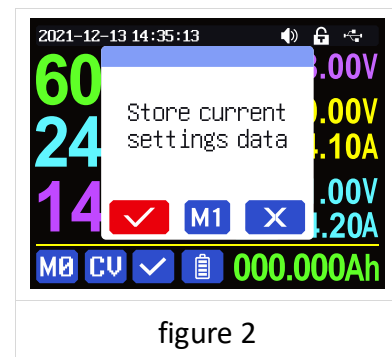 2021-12-13 14:35:13
60
.00V
Store current
settings data
.00V
24
.10A
.00V
14
.20A
M1
M0 CV 000.000Ah
figure 2